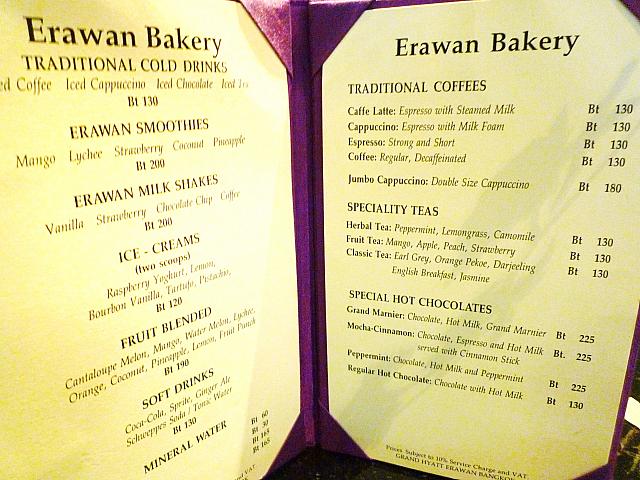 Erawan Bakery
TRADITIONAL COLD DRINKS
Coffee Iced Cappuccino Iced Chocolate Iced
Bt 130
ERAWAN SMOOTHIES
Mango Lychee Strawberry Coconut Pineapple
Bt 200
ERAWAN MILK SHAKES
Vanilla Strawberry Chocolate Chip Coffee
Bt 200
ICE - CREAMS
(two scoops)
Raspberry Yoghurt, Lemon,
Bourbon Vanilla, Tartufo, Pistachio,
Bt 120
FRUIT BLENDED
Cantaloupe Melon, Mango, Water Melon, Lychee,
Orange, Coconut, Pineapple, Lemon, Fruit Punch
Bt 190
SOFT DRINKS
Coca-Cola, Sprite, Ginger Ale
Schweppes Soda / Tonic Water
Bt 130
MINERAL WATER
Bt 60
Bt 30
Bt 165
Bt 165
VAT.
Erawan Bakery
TRADITIONAL COFFEES
Caffe Latte: Espresso with Steamed Milk Bt 130
Cappuccino: Espresso with Milk Foam Bt 130
Espresso: Strong and Short Bt 130
Coffee: Regular, Decaffeinated Bt 130
Jumbo Cappuccino: Double Size Cappuccino Bt 180
SPECIALITY TEAS
Herbal Tea: Peppermint, Lemongrass, Camomile Bt 130
Fruit Tea: Mango, Apple, Peach, Strawberry Bt 130
Classic Tea: Earl Grey, Orange Pekoe, Darjeeling Bt 130
English Breakfast, Jasmine
SPECIAL HOT CHOCOLATES
Grand Marnier: Chocolate, Hot Milk, Grand Marnier Bt 225
Mocha-Cinnamon: Chocolate, Espresso and Hot Milk Bt. 225
served with Cinnamon Stick
Peppermint: Chocolate, Hot Milk and Peppermint Bt 225
Regular Hot Chocolate: Chocolate with Hot Milk Bt 130
Prices Subject to 10% Service Charge and VAT.
GRAND HYATT ERAWAN BANGKOK